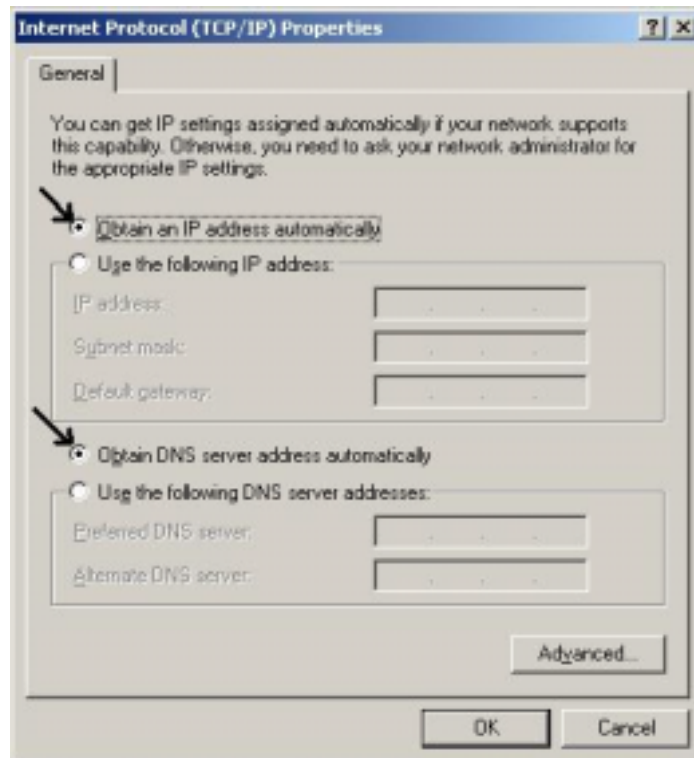 Internet Protocol (TCP/IP) Properties
General
You can get IP settings assigned automatically if your network supports
this capability. Otherwise, you need to ask your network administrator for
the appropriate IP settings.
Obtain an IP address automatically
Use the following IP address:
IP address:
Subnet mask:
Default gateway:
Obtain DNS server address automatically
Use the following DNS server addresses:
Preferred DNS server:
Alternate DNS server:
Advanced...
OK Cancel